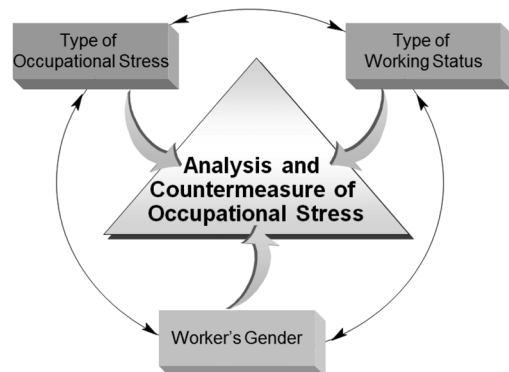 Type of
Occupational Stress
Type of
Working Status
Analysis and
Countermeasure of
Occupational Stress
Worker's Gender